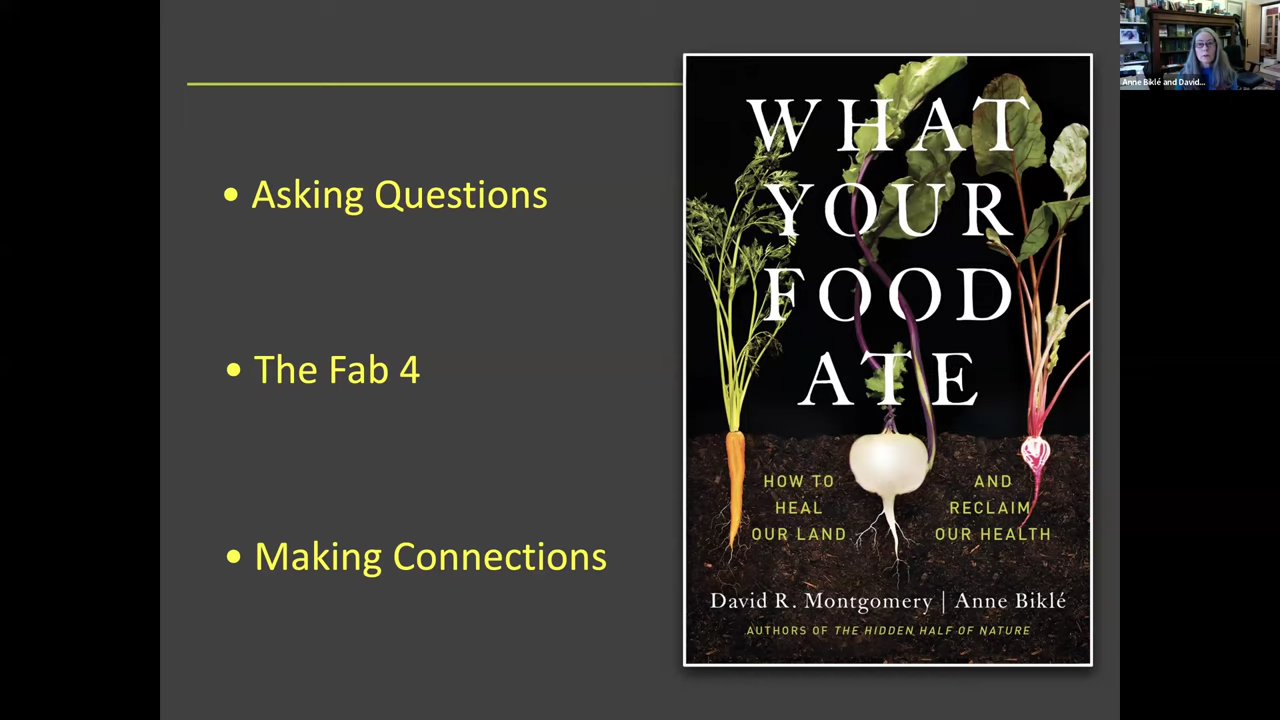 • Asking Questions
• The Fab 4
• Making Connections
WHAT
YOUR
FOOD
ATE
HOW TO
HEAL
OUR LAND
AND
RECLAIM
OUR HEALTH
David R. Montgomery | Anne Biklé
AUTHORS OF THE HIDDEN HALF OF NATURE
Anne Biklé and David...